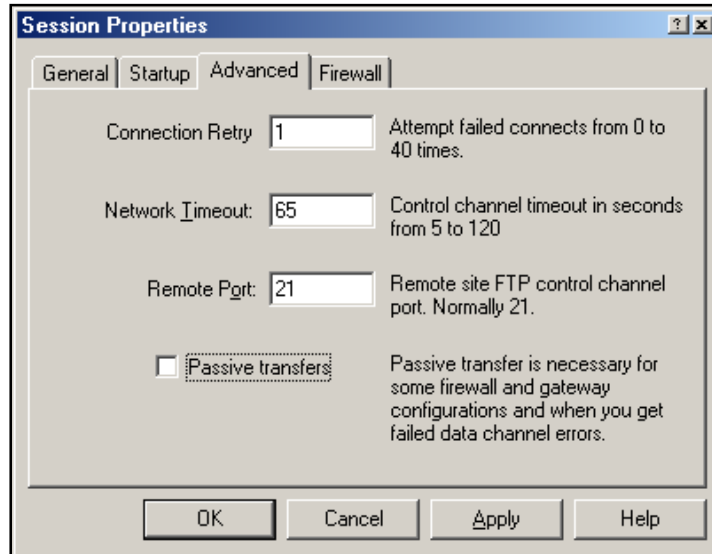 Session Properties
General Startup Advanced Firewall
Connection Retry 1 Attempt failed connects from 0 to
40 times.
Network Timeout: 65 Control channel timeout in seconds
from 5 to 120
Remote Port: 21 Remote site FTP control channel
port. Normally 21.
Passive transfers Passive transfer is necessary for
some firewall and gateway
configurations and when you get
failed data channel errors.
OK Cancel Apply Help